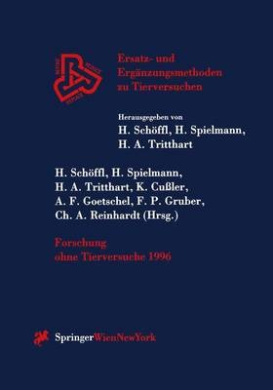 Ersatz- und
Ergänzungsmethoden
zu Tierversuchen
Herausgegeben von
H. Schöffl, H. Spielmann,
H. A. Tritthart
H. Schöffl, H. Spielmann,
H. A. Tritthart, K. Cußler,
A. F. Goetschel, F. P. Gruber,
Ch. A. Reinhardt (Hrsg.)
Forschung
ohne Tierversuche 1996
SpringerWienNewYork